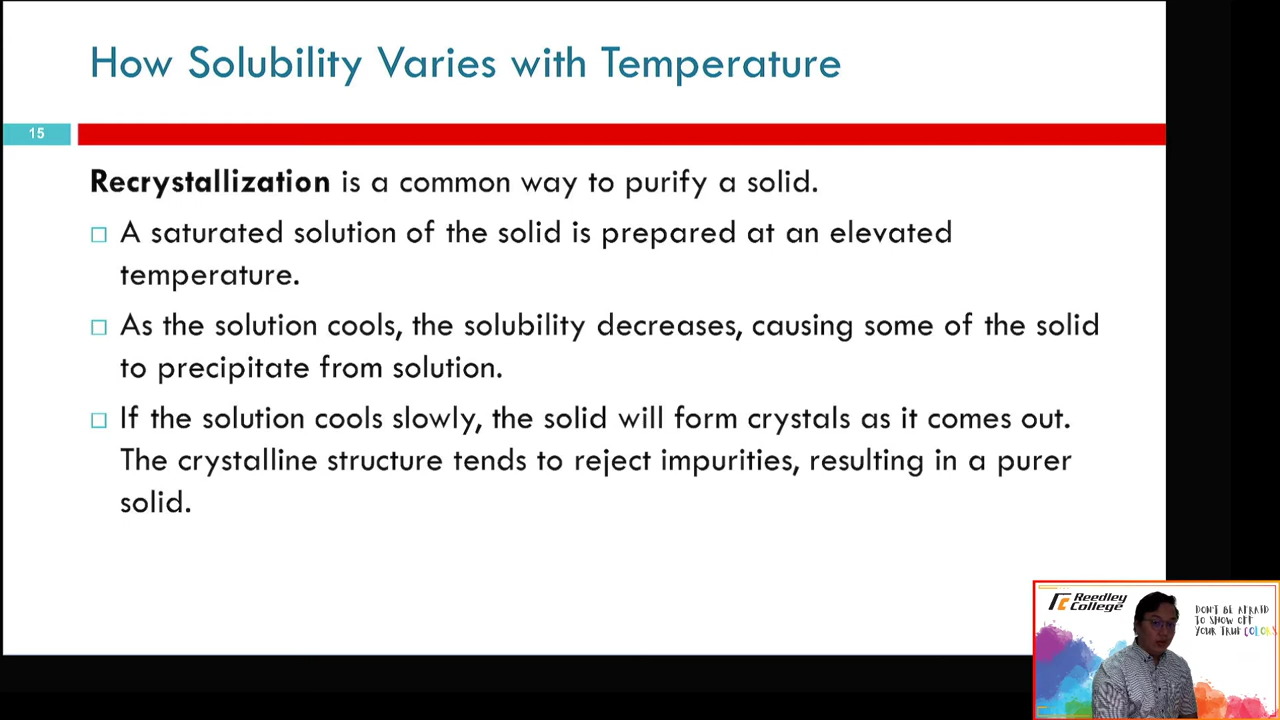 How Solubility Varies with Temperature
15
Recrystallization is a common way to purify a solid.
A saturated solution of the solid is prepared at an elevated
temperature.
As the solution cools, the solubility decreases, causing some of the solid
to precipitate from solution.
If the solution cools slowly, the solid will form crystals as it comes out.
The crystalline structure tends to reject impurities, resulting in a purer
solid.
Reedley
College
DON'T BE AFRAID
TO SHOW OFF
YOUR TRUE COLORS